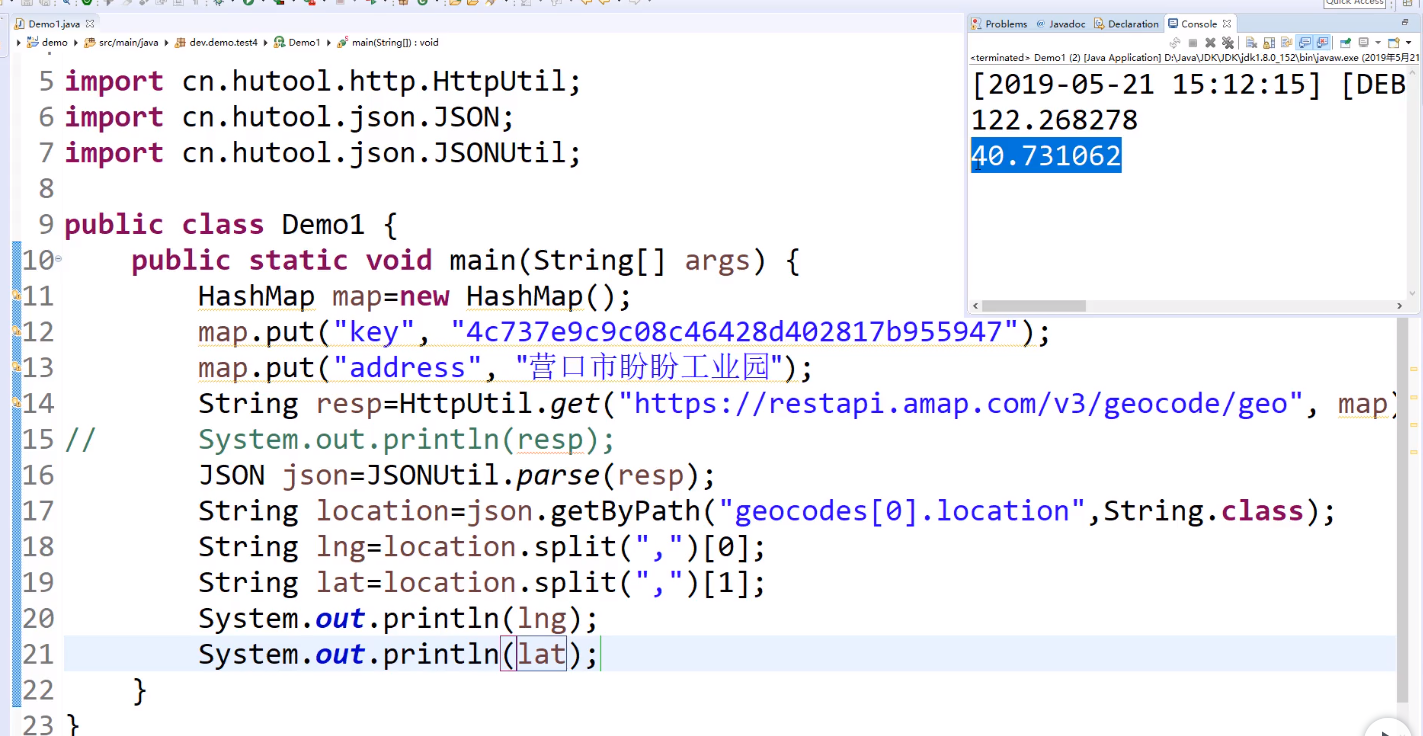 Quick Access
Demo1.java
demo src/main/java dev.demo.test4 Demo1 main(String[]) : void
5 import cn.hutool.http.HttpUtil;
6 import cn.hutool.json.JSON;
7 import cn.hutool.json.JSONUtil;
8
9 public class Demo1 {
10 public static void main(String[] args) {
11 HashMap map=new HashMap();
12 map.put("key", "4c737e9c9c08c46428d402817b955947");
13 map.put("address", "营口市盼盼工业园");
14 String resp=HttpUtil.get("https://restapi.amap.com/v3/geocode/geo", map)
15 // System.out.println(resp);
16 JSON json=JSONUtil.parse(resp);
17 String location=json.getByPath("geocodes[0].location",String.class);
18 String lng=location.split(",")[0];
19 String lat=location.split(",")[1];
20 System.out.println(lng);
21 System.out.println(lat);
22 }
23 }
Problems @ Javadoc Declaration Console
<terminated> Demo1 (2) [Java Application] D:\Java\JDK\JDK\jdk1.8.0_152\bin\javaw.exe (2019年5月21
[2019-05-21 15:12:15] [DEB
122.268278
40.731062